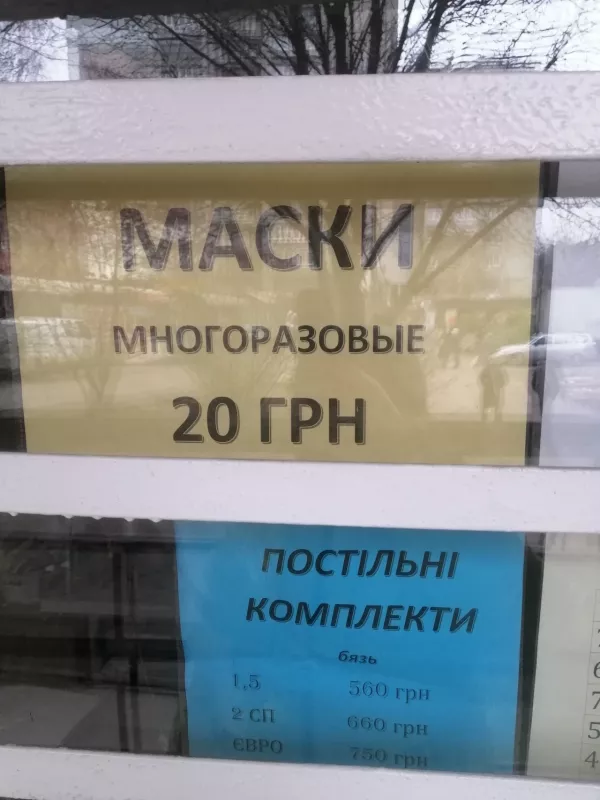 МАСКИ
МНОГОРАЗОВЫЕ
20 ГРН
ПОСТІЛЬНІ
КОМПЛЕКТИ
бязь
1,5 560 грн
2 СП 660 грн
ЄВРО 750 грн